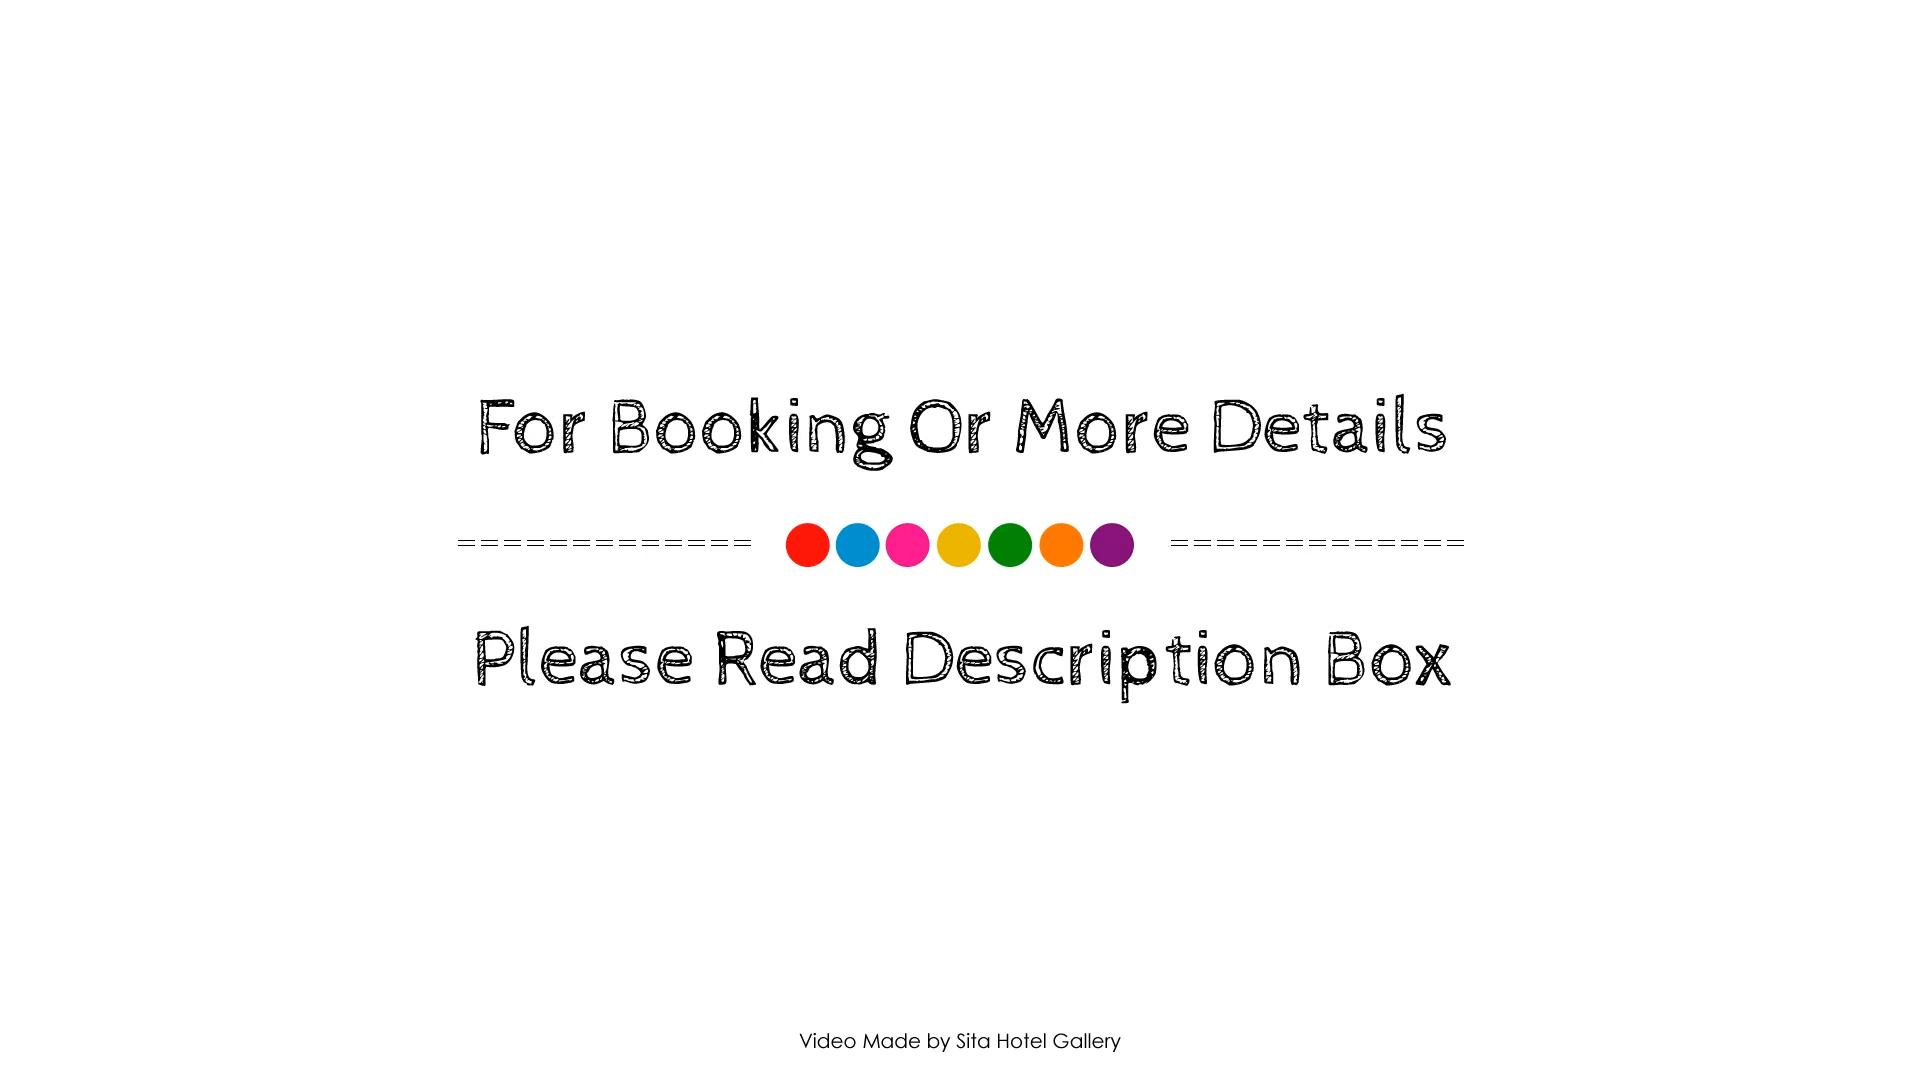 For Booking Or More Details
============= =============
Please Read Description Box
Video Made by Sita Hotel Gallery